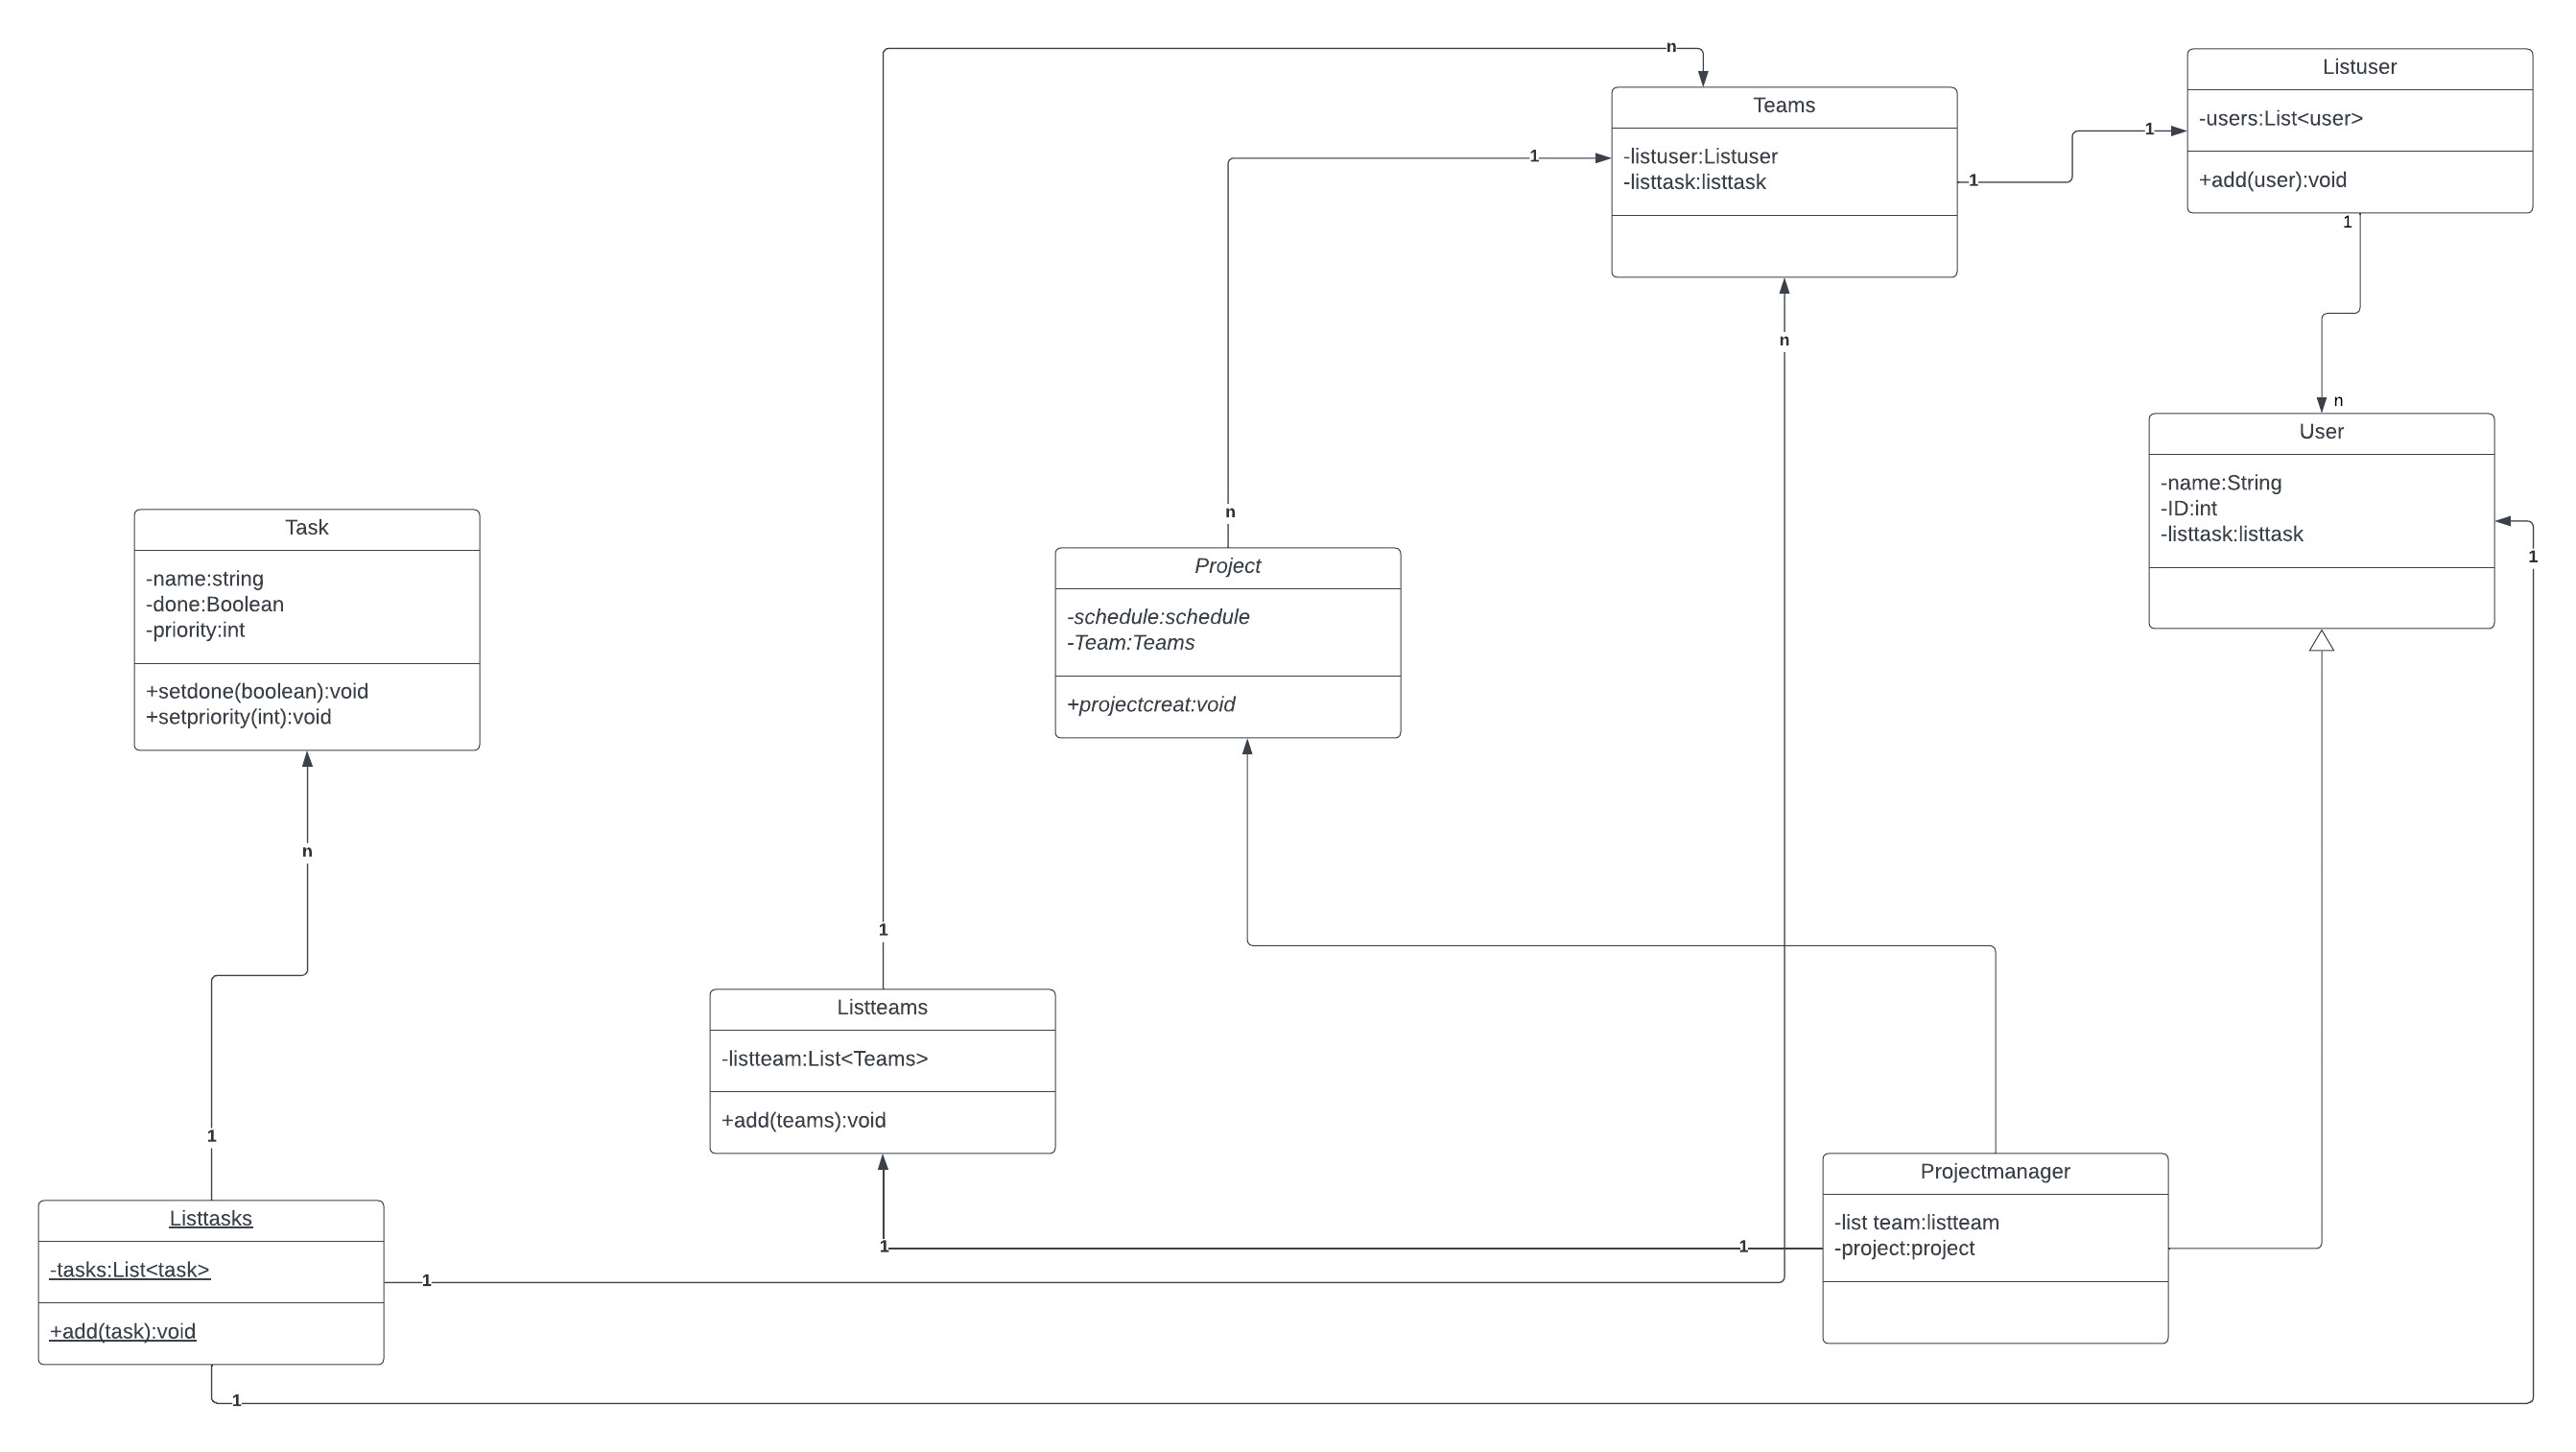 n
Teams
-listuser:Listuser
-listtask:listtask
1
1
1
n
Listuser
-users:List<user>
+add(user):void
1
n
User
-name:String
-ID:int
-listtask:listtask
1
Task
-name:string
-done:Boolean
-priority:int
+setdone(boolean):void
+setpriority(int):void
n
1
n
Project
-schedule:schedule
-Team:Teams
+projectcreat:void
1
Listteams
-listteam:List<Teams>
+add(teams):void
1
1
Projectmanager
-list team:listteam
-project:project
Listtasks
-tasks:List<task>
+add(task):void
1
1